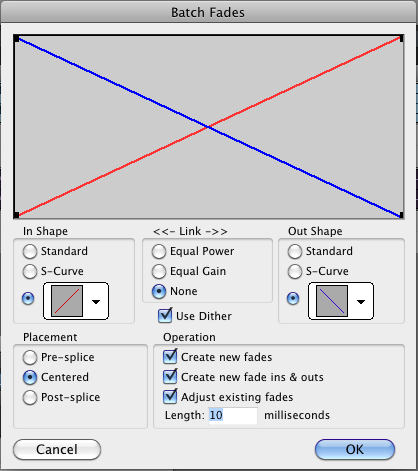 Batch Fades
In Shape
<<- Link ->>
Out Shape
Standard
Equal Power
Standard
S-Curve
Equal Gain
S-Curve
None
Use Dither
Placement
Operation
Pre-splice
Create new fades
Centered
Create new fade ins & outs
Post-splice
Adjust existing fades
Length: 10 milliseconds
Cancel
OK